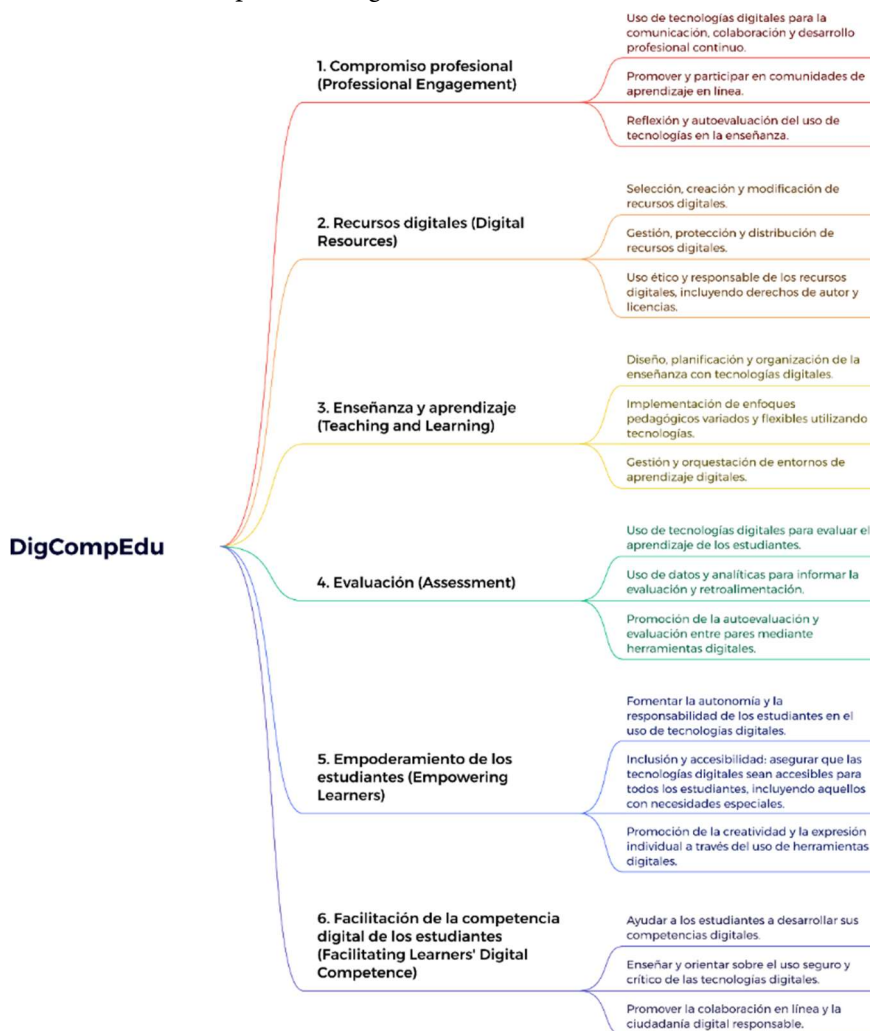 Uso de tecnologías digitales para la
comunicación, colaboración y desarrollo
profesional continuo.
1. Compromiso profesional
(Professional Engagement)
Promover y participar en comunidades de
aprendizaje en línea.
Reflexión y autoevaluación del uso de
tecnologías en la enseñanza.
Selección, creación y modificación de
recursos digitales.
2. Recursos digitales (Digital
Resources)
Gestión, protección y distribución de
recursos digitales.
Uso ético y responsable de los recursos
digitales, incluyendo derechos de autor y
licencias.
Diseño, planificación y organización de la
enseñanza con tecnologías digitales.
3. Enseñanza y aprendizaje
(Teaching and Learning)
Implementación de enfoques
pedagógicos variados y flexibles utilizando
tecnologías.
Gestión y orquestación de entornos de
aprendizaje digitales.
DigCompEdu
Uso de tecnologías digitales para evaluar el
aprendizaje de los estudiantes.
4. Evaluación (Assessment)
Uso de datos y analíticas para informar la
evaluación y retroalimentación.
Promoción de la autoevaluación y
evaluación entre pares mediante
herramientas digitales.
Fomentar la autonomía y la
responsabilidad de los estudiantes en el
uso de tecnologías digitales.
5. Empoderamiento de los
estudiantes (Empowering
Learners)
Inclusión y accesibilidad: asegurar que las
tecnologías digitales sean accesibles para
todos los estudiantes, incluyendo aquellos
con necesidades especiales.
Promoción de la creatividad y la expresión
individual a través del uso de herramientas
digitales.
6. Facilitación de la competencia
digital de los estudiantes
(Facilitating Learners' Digital
Competence)
Ayudar a los estudiantes a desarrollar sus
competencias digitales.
Enseñar y orientar sobre el uso seguro y
crítico de las tecnologías digitales.
Promover la colaboración en línea y la
ciudadanía digital responsable.